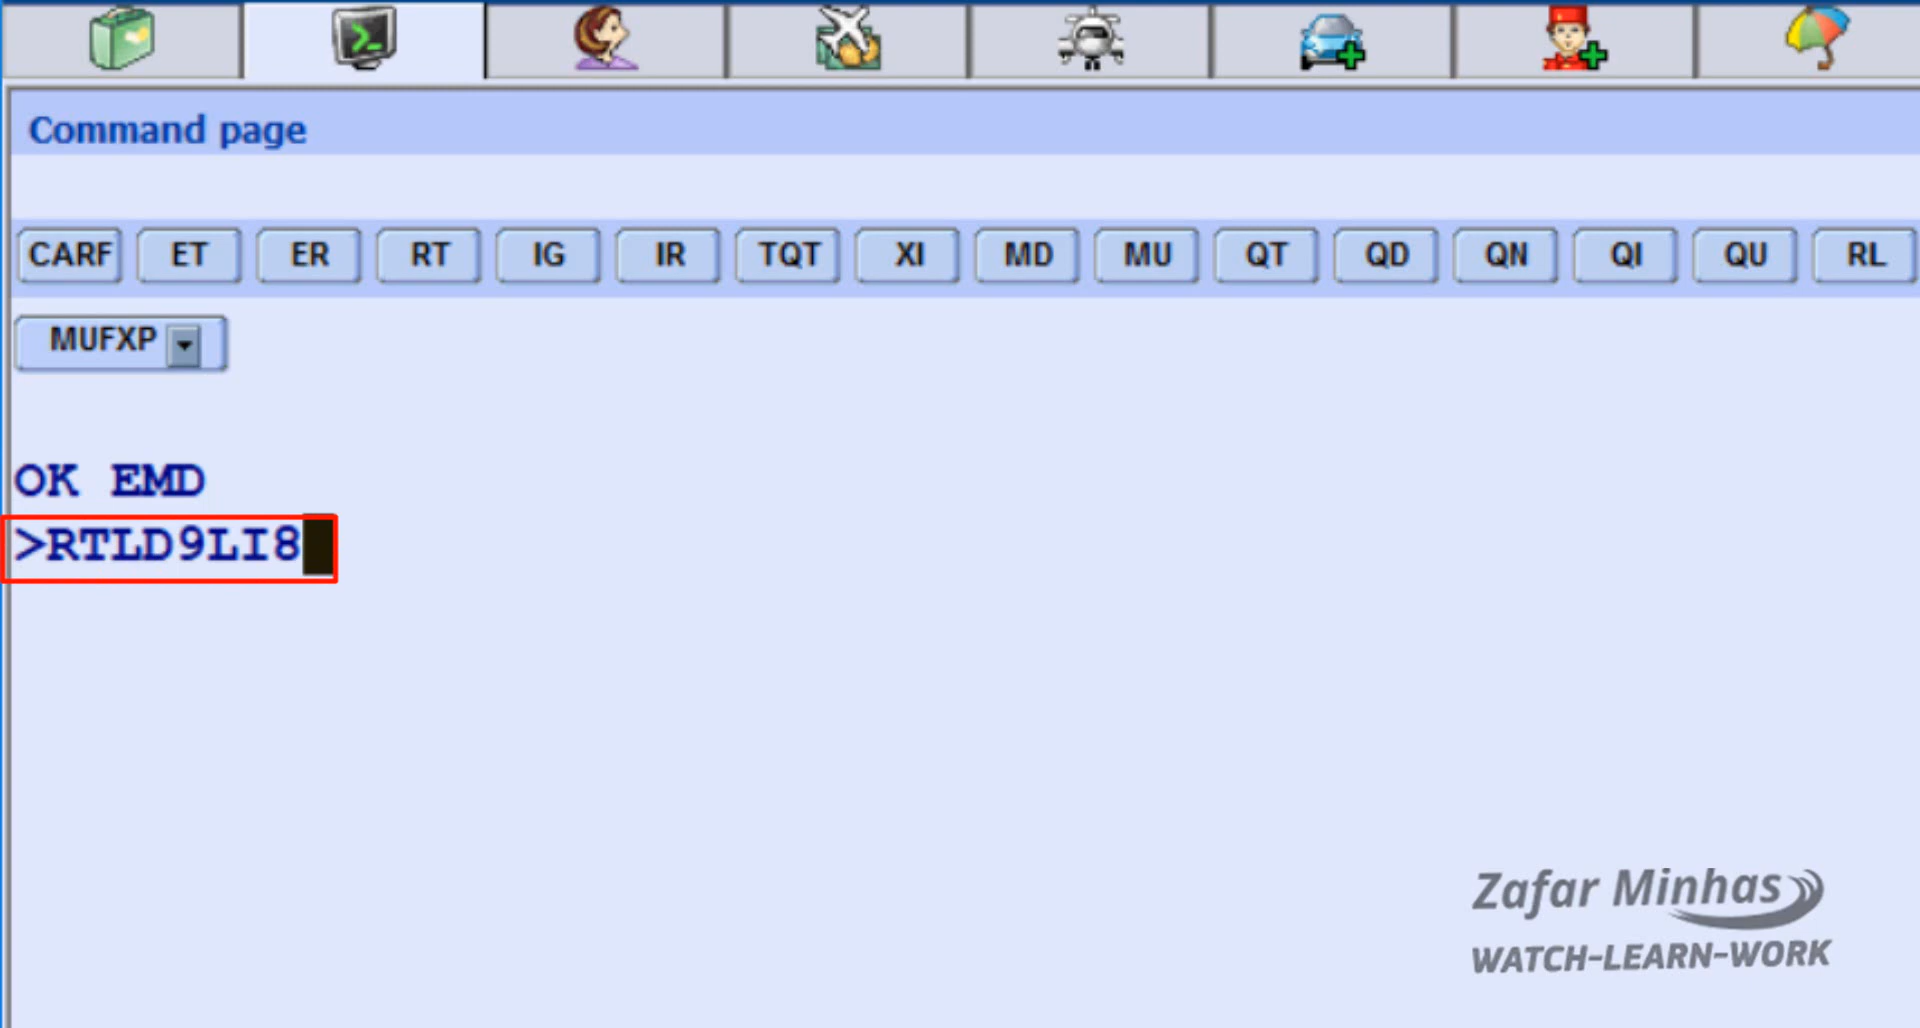 Command page
CARF ET ER RT IG IR TQT XI MD MU QT QD QN QI QU RL
MUFXP
OK EMD
>RTLD9LI8
Zafar Minhas
WATCH-LEARN-WORK